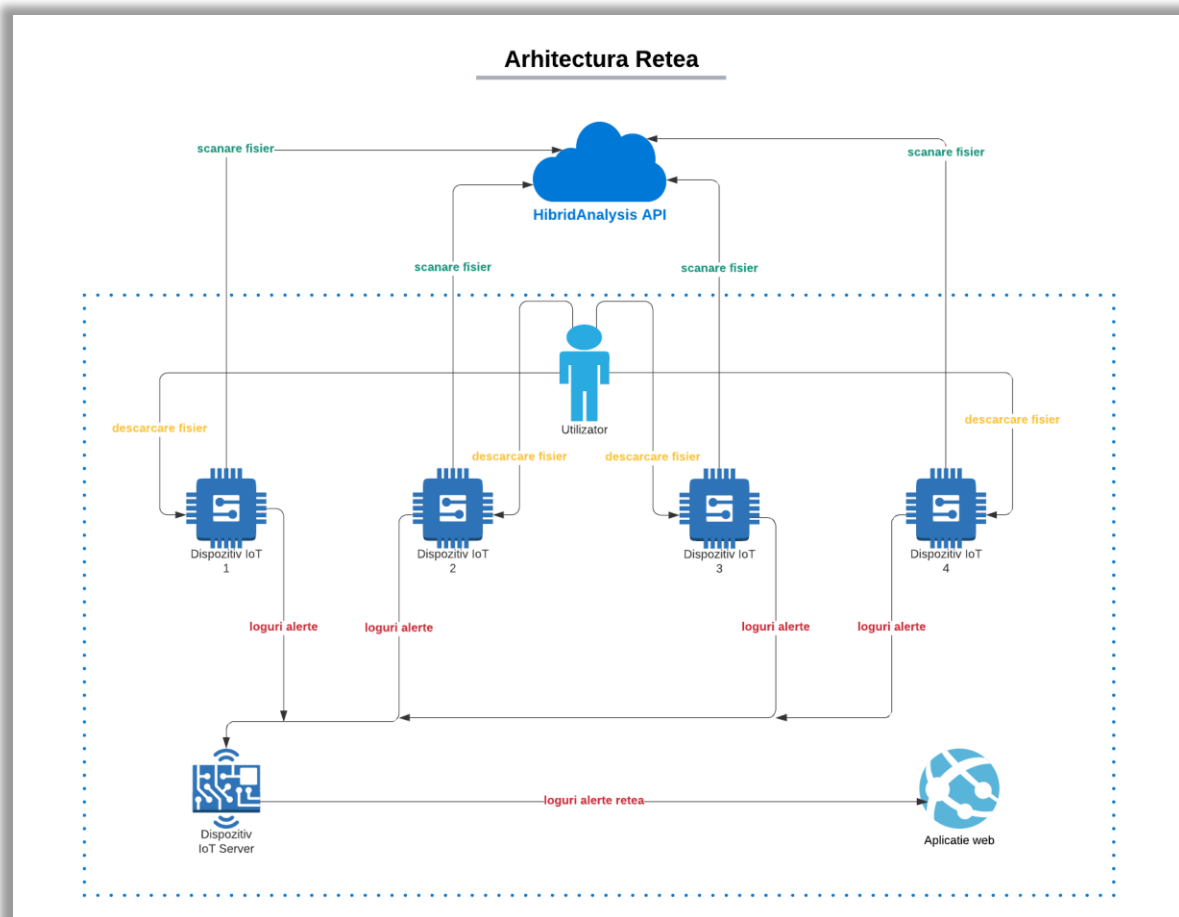 Arhitectura Retea
scanare fisier
scanare fisier
HibridAnalysis API
scanare fisier
scanare fisier
Utilizator
descarcare fisier
descarcare fisier
descarcare fisier
descarcare fisier
Dispozitiv IoT
1
Dispozitiv IoT
2
Dispozitiv IoT
3
Dispozitiv IoT
4
loguri alerte
loguri alerte
loguri alerte
loguri alerte
loguri alerte retea
Dispozitiv
IoT Server
Aplicatie web